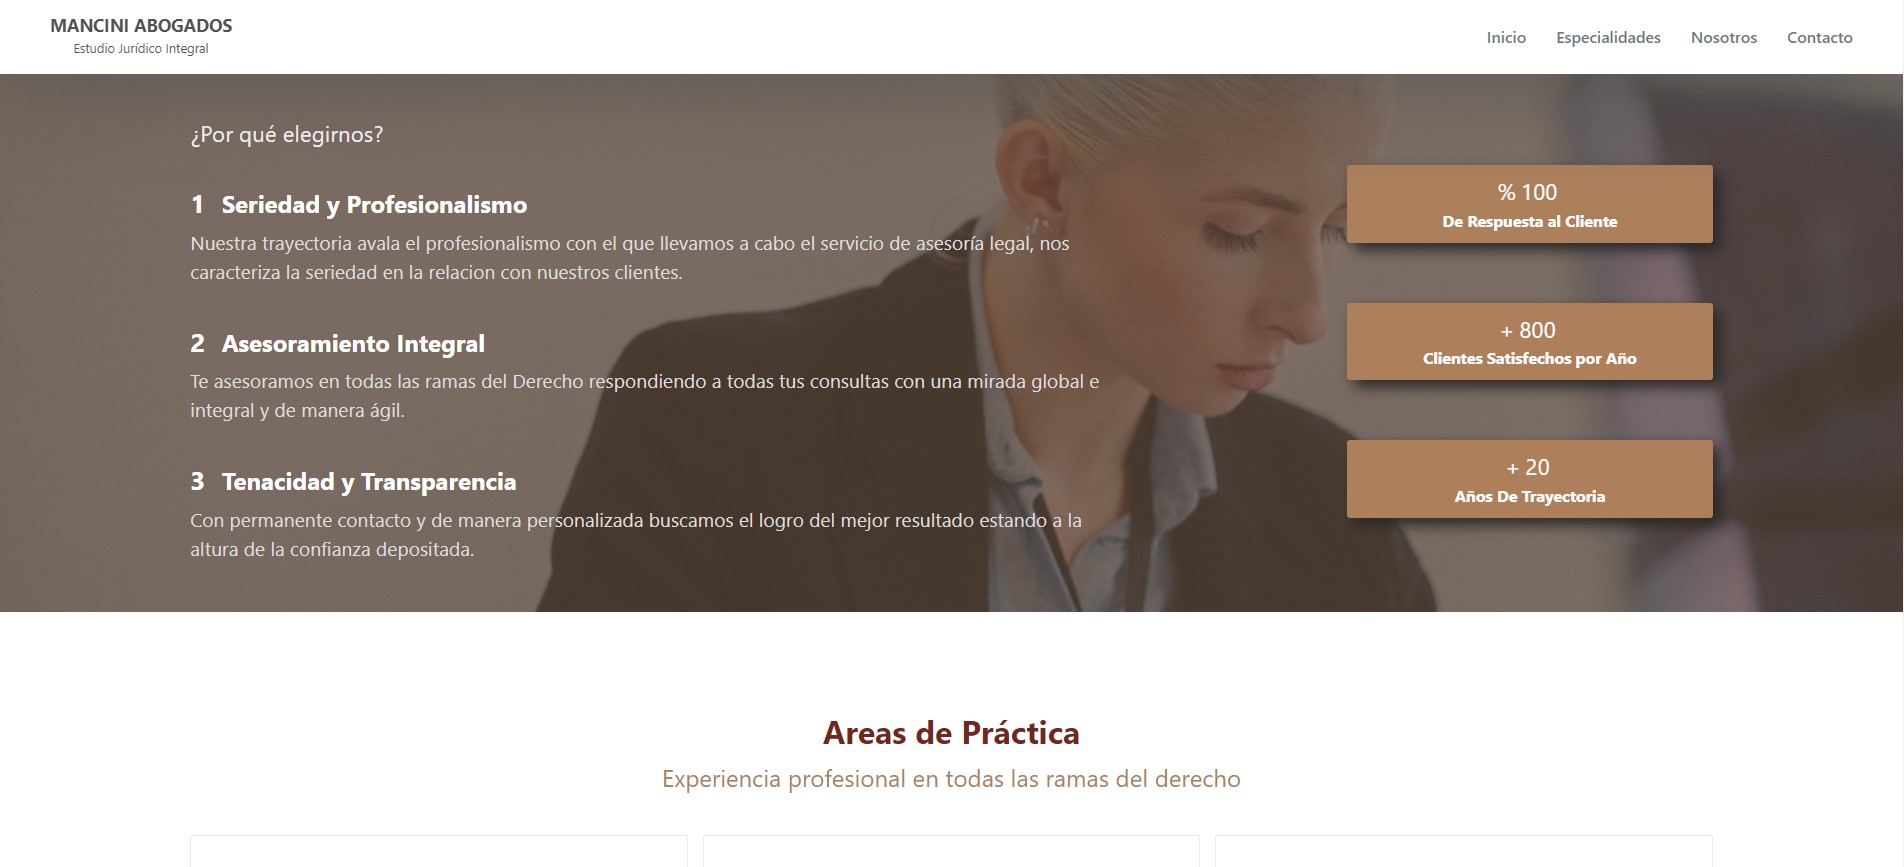 MANCINI ABOGADOS
Estudio Jurídico Integral
Inicio Especialidades Nosotros Contacto
¿Por qué elegirnos?
1 Seriedad y Profesionalismo
Nuestra trayectoria avala el profesionalismo con el que llevamos a cabo el servicio de asesoría legal, nos
caracteriza la seriedad en la relacion con nuestros clientes.
2 Asesoramiento Integral
Te asesoramos en todas las ramas del Derecho respondiendo a todas tus consultas con una mirada global e
integral y de manera ágil.
3 Tenacidad y Transparencia
Con permanente contacto y de manera personalizada buscamos el logro del mejor resultado estando a la
altura de la confianza depositada.
% 100
De Respuesta al Cliente
+ 800
Clientes Satisfechos por Año
+ 20
Años De Trayectoria
Areas de Práctica
Experiencia profesional en todas las ramas del derecho